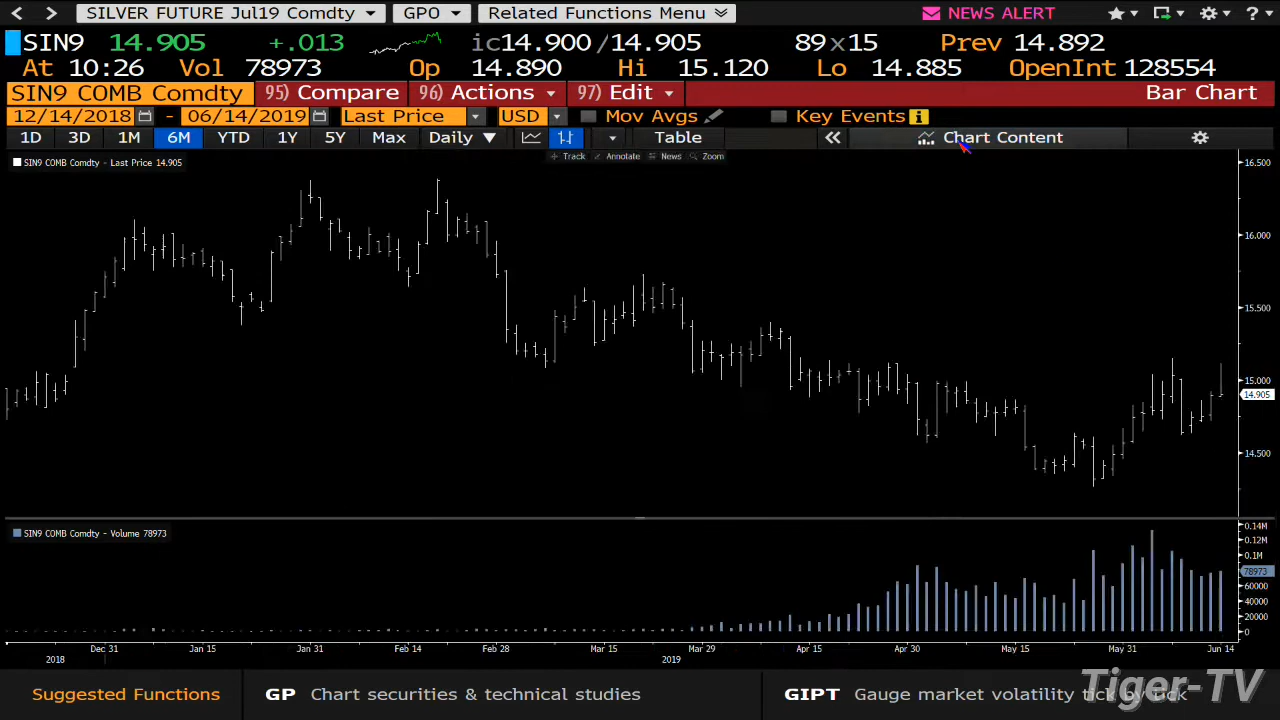 SILVER FUTURE Jul19 Comdty GPO Related Functions Menu NEWS ALERT ?
SIN9 14.905 +.013 ic14.900 /14.905 89x15 Prev 14.892
At 10:26 Vol 78973 Op 14.890 Hi 15.120 Lo 14.885 OpenInt 128554
SIN9 COMB Comdty 95) Compare 96) Actions 97) Edit Bar Chart
12/14/2018 - 06/14/2019 Last Price USD Mov Avgs Key Events
1D 3D 1M 6M YTD 1Y 5Y Max Daily ▼ Table « Chart Content
Track Annotate News Zoom
SIN9 COMB Comdty - Last Price 14.905
16.500
16.000
15.500
15.000
14.905
14.500
SIN9 COMB Comdty - Volume 78973
0.14M
0.12M
0.1M
78973
60000
40000
20000
0
Dec 31 Jan 15 Jan 31 Feb 14 Feb 28 Mar 15 Mar 29 Apr 15 Apr 30 May 15 May 31 Jun 14
2018 2019
Suggested Functions GP Chart securities & technical studies GIPT Gauge market volatility tick by tick
Tiger-TV